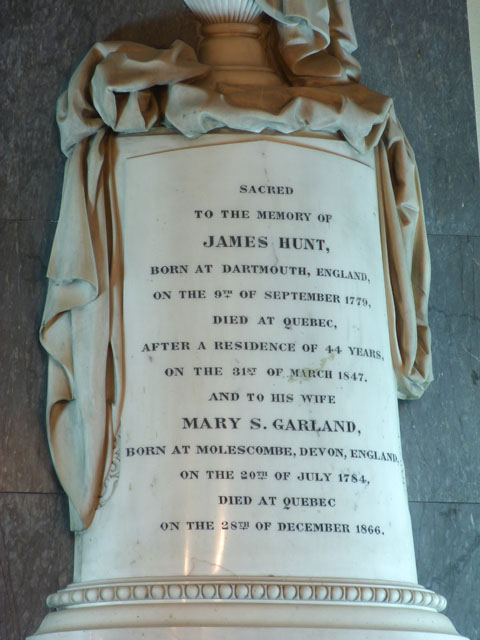 SACRED
TO THE MEMORY OF
JAMES HUNT,
BORN AT DARTMOUTH, ENGLAND,
ON THE 9TH OF SEPTEMBER 1779,
DIED AT QUEBEC,
AFTER A RESIDENCE OF 44 YEARS,
ON THE 31ST OF MARCH 1847.
AND TO HIS WIFE
MARY S. GARLAND,
BORN AT MOLESCOMBE, DEVON, ENGLAND,
ON THE 20TH OF JULY 1784,
DIED AT QUEBEC
ON THE 28TH OF DECEMBER 1866.